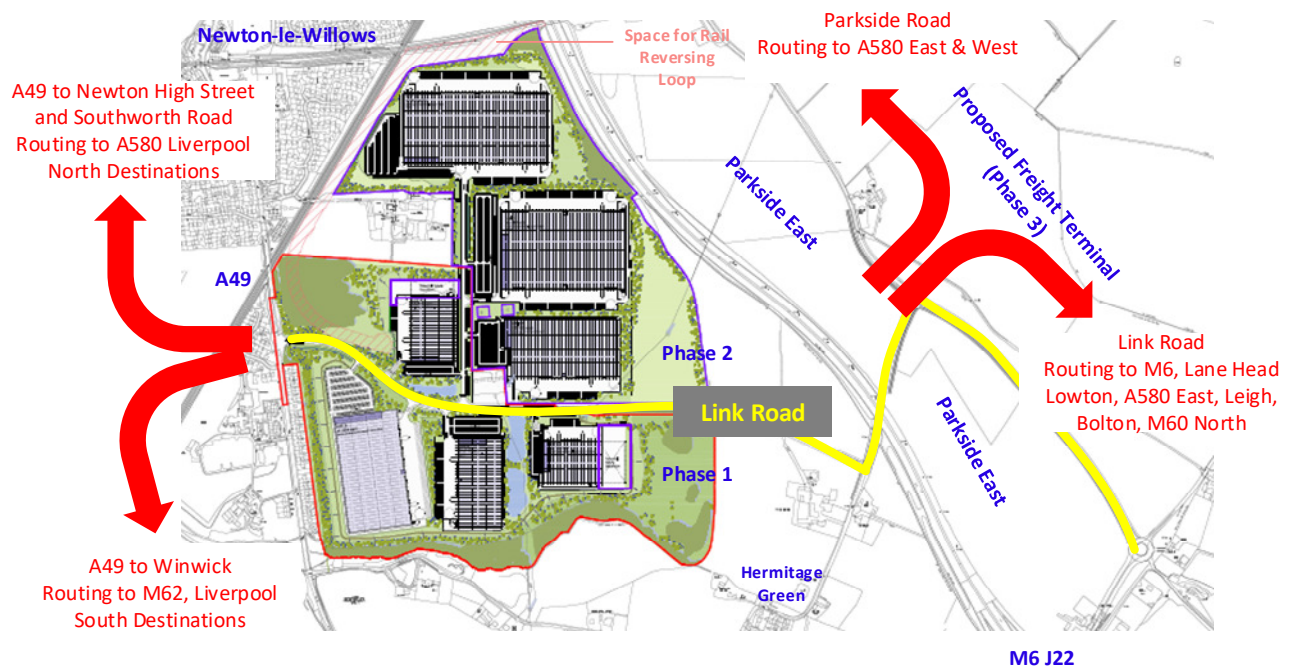 Newton-le-Willows
Space for Rail
Reversing
Loop
Parkside Road
Routing to A580 East & West
A49 to Newton High Street
and Southworth Road
Routing to A580 Liverpool
North Destinations
Proposed Freight Terminal
(Phase 3)
Parkside East
A49
Phase 2
Link Road
Link Road
Routing to M6, Lane Head
Lowton, A580 East, Leigh,
Bolton, M60 North
Parkside East
Phase 1
A49 to Winwick
Routing to M62, Liverpool
South Destinations
Hermitage
Green
M6 J22